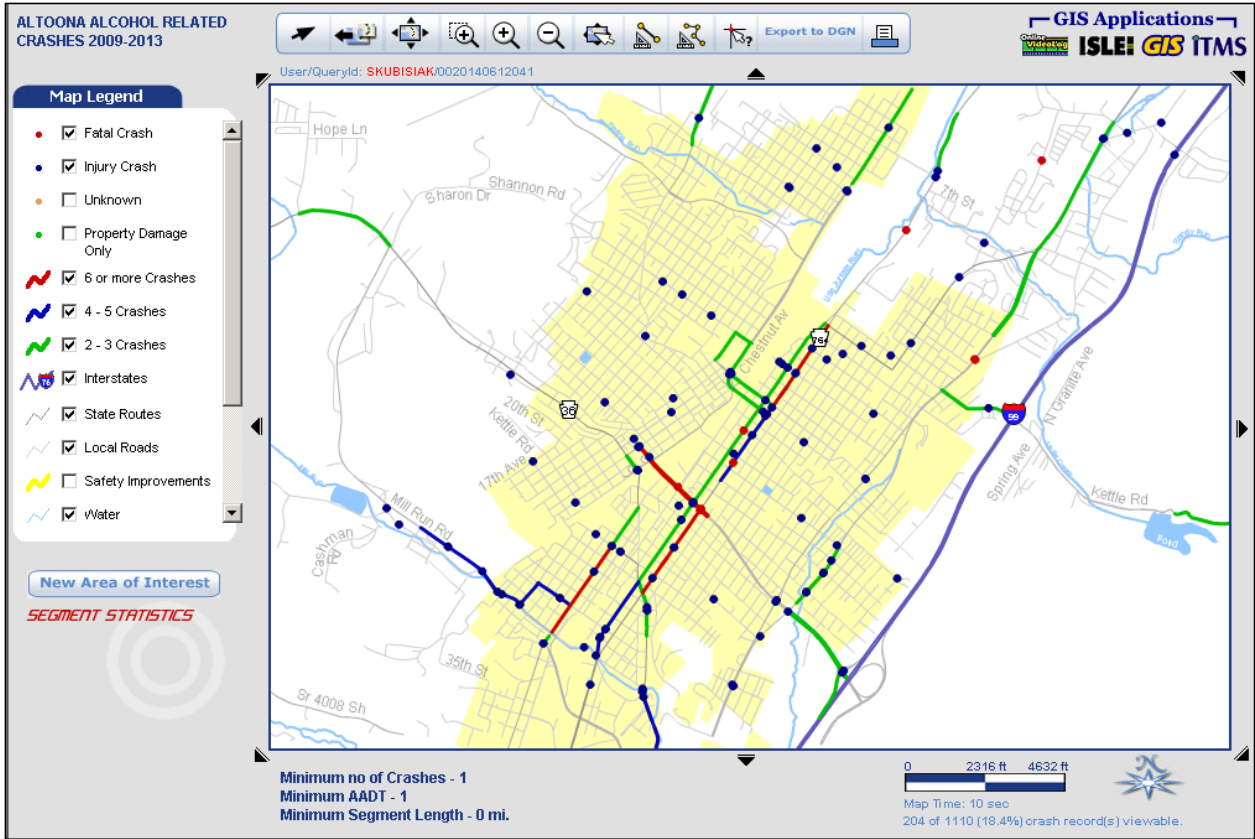 ALTOONA ALCOHOL RELATED
CRASHES 2009-2013
Export to DGN
GIS Applications
Online
VideoLog
ISLE! GIS iTMS
User/QueryId: SKUBISIAK/0020140612041
Map Legend
Fatal Crash
Injury Crash
Unknown
Property Damage
Only
6 or more Crashes
4 - 5 Crashes
2 - 3 Crashes
76
Interstates
State Routes
Local Roads
Safety Improvements
Water
New Area of Interest
SEGMENT STATISTICS
Hope Ln
Shannon Rd
Sharon Dr
7th St
Chestnut Av
764
36
20th St
Kettle Rd
17th Ave
99
N Granite Ave
Spring Ave
Kettle Rd
Mill Run Rd
Cashman
Rd
35th St
Sr 4008 Sh
Minimum no of Crashes - 1
Minimum AADT - 1
Minimum Segment Length - 0 mi.
0 2316 ft 4632 ft
Map Time: 10 sec
204 of 1110 (18.4%) crash record(s) viewable.
N